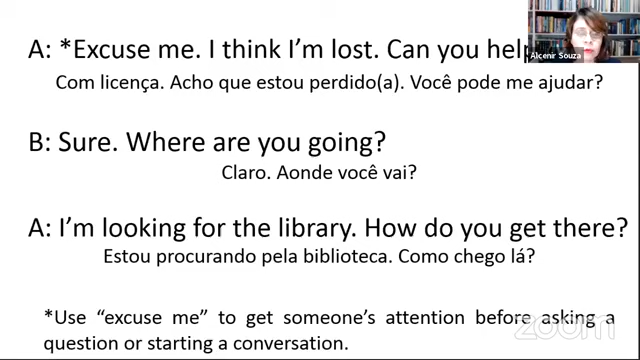 A: *Excuse me. I think I'm lost. Can you help
Com licença. Acho que estou perdido(a). Você pode me ajudar?
B: Sure. Where are you going?
Claro. Aonde você vai?
A: I'm looking for the library. How do you get there?
Estou procurando pela biblioteca. Como chego lá?
*Use “excuse me” to get someone's attention before asking a
question or starting a conversation.
Alcenir Souza
zoom